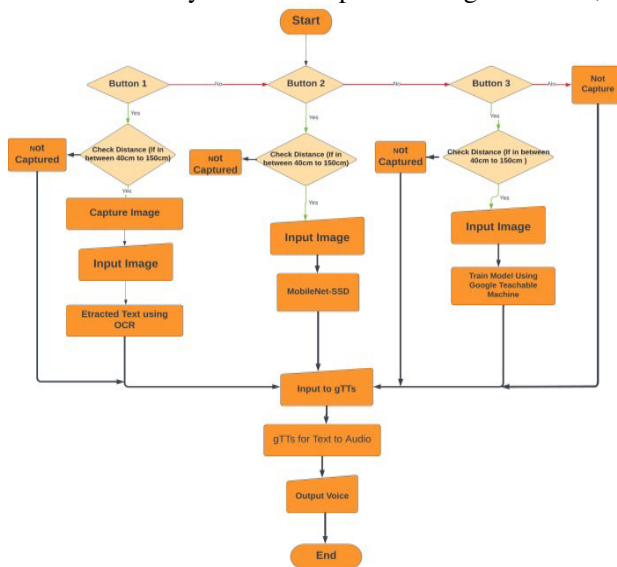 Start
Button 1
No
Button 2
No
Button 3
No
Not
Capture
Yes
Yes
Yes
NOT
Captured
Check Distance (If in
between 40cm to 150cm)
NOT
Captured
Check Distance (If in
between 40cm to 150cm)
NOT
Captured
Check Distance (If in
between 40cm to 150cm )
Yes
Yes
Yes
Capture Image
Input Image
Etracted Text using
OCR
Input Image
MobileNet-SSD
Input Image
Train Model Using
Google Teachable
Machine
Input to gTTs
gTTs for Text to Audio
Output Voice
End